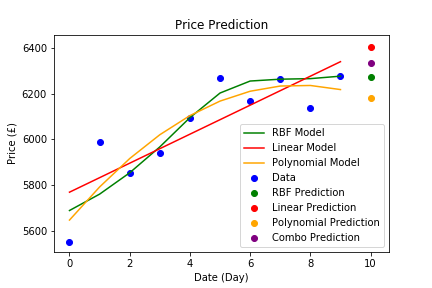 Price Prediction
6400
6200
6000
5800
5600
Price (£)
RBF Model
Linear Model
Polynomial Model
Data
RBF Prediction
Linear Prediction
Polynomial Prediction
Combo Prediction
0 2 4 6 8 10
Date (Day)